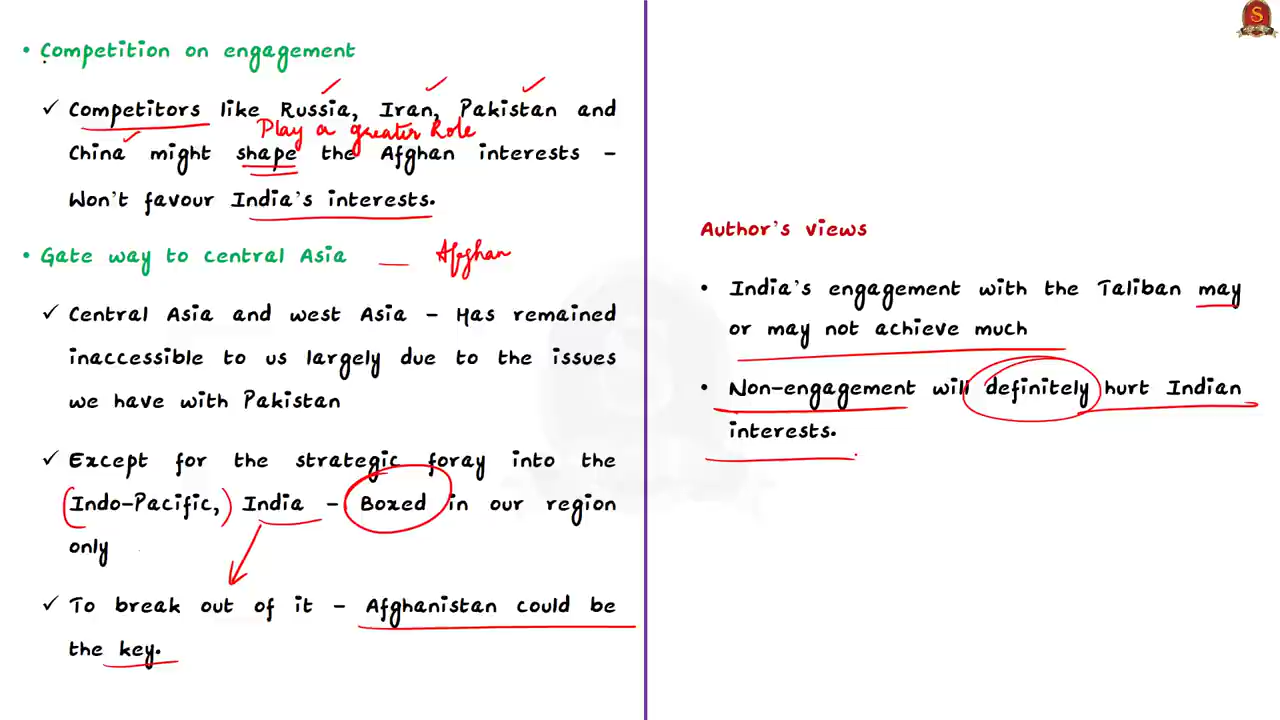 • Competition on engagement
✓ Competitors like Russia, Iran, Pakistan and
Play a greater Role
China might shape the Afghan interests –
Won't favour India's interests.
• Gate way to central Asia — Afghan
✓ Central Asia and west Asia – Has remained
inaccessible to us largely due to the issues
we have with Pakistan
✓ Except for the strategic foray into the
(Indo-Pacific,) India – Boxed in our region
only
✓ To break out of it – Afghanistan could be
the key.
Author's views
• India's engagement with the Taliban may
or may not achieve much
• Non-engagement will definitely hurt Indian
interests.